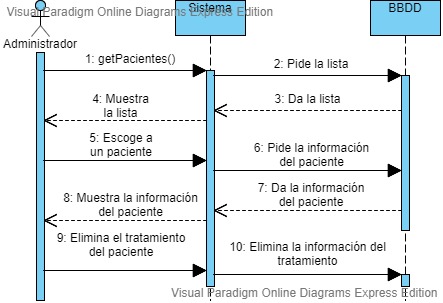 Visual Paradigm Online Diagrams Express Edition
Sistema
BBDD
Administrador
1: getPacientes()
2: Pide la lista
3: Da la lista
4: Muestra
la lista
5: Escoge a
un paciente
6: Pide la información
del paciente
7: Da la información
del paciente
8: Muestra la información
del paciente
9: Elimina el tratamiento
del paciente
10: Elimina la información del
tratamiento
Visual Paradigm Online Diagrams Express Edition